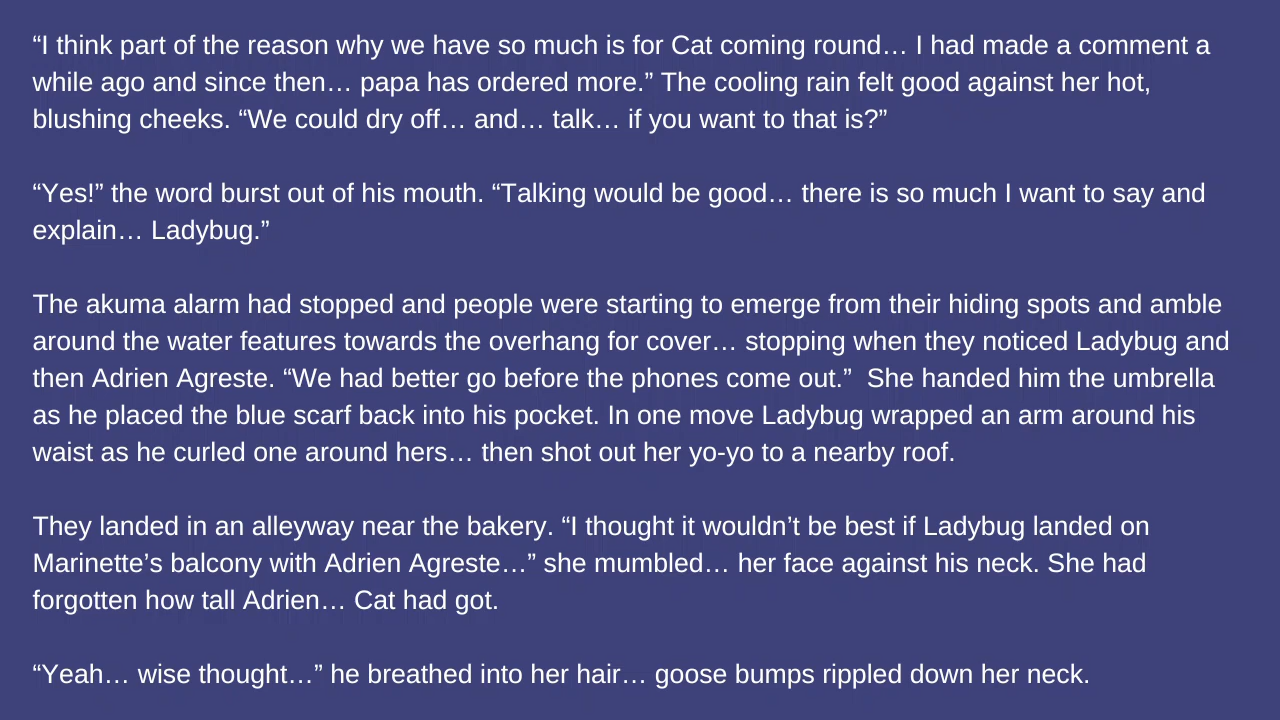 “I think part of the reason why we have so much is for Cat coming round… I had made a comment a
while ago and since then… papa has ordered more.” The cooling rain felt good against her hot,
blushing cheeks. “We could dry off… and… talk… if you want to that is?”
“Yes!” the word burst out of his mouth. “Talking would be good… there is so much I want to say and
explain… Ladybug.”
The akuma alarm had stopped and people were starting to emerge from their hiding spots and amble
around the water features towards the overhang for cover… stopping when they noticed Ladybug and
then Adrien Agreste. “We had better go before the phones come out.”  She handed him the umbrella
as he placed the blue scarf back into his pocket. In one move Ladybug wrapped an arm around his
waist as he curled one around hers… then shot out her yo-yo to a nearby roof.
They landed in an alleyway near the bakery. “I thought it wouldn’t be best if Ladybug landed on
Marinette’s balcony with Adrien Agreste…” she mumbled… her face against his neck. She had
forgotten how tall Adrien… Cat had got.
“Yeah… wise thought…” he breathed into her hair… goose bumps rippled down her neck.